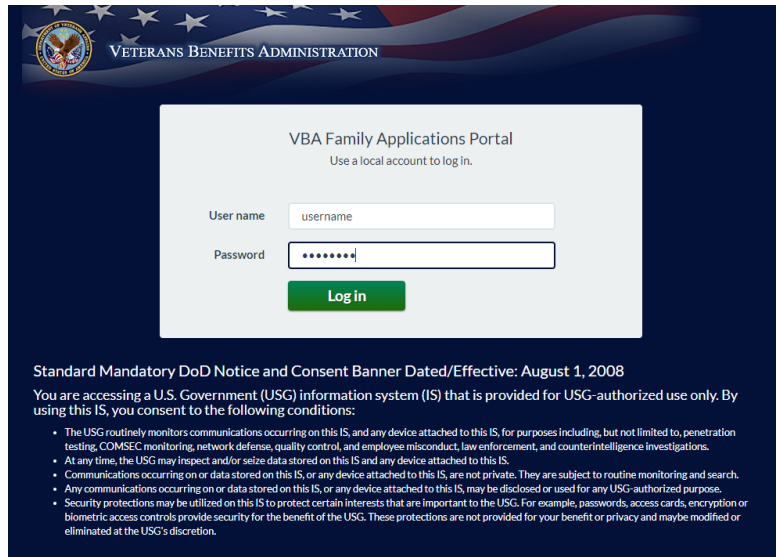 VETERANS BENEFITS ADMINISTRATION
VBA Family Applications Portal
Use a local account to log in.
User name
username
Password
••••••••
Log in
Standard Mandatory DoD Notice and Consent Banner Dated/Effective: August 1, 2008
You are accessing a U.S. Government (USG) information system (IS) that is provided for USG-authorized use only. By
using this IS, you consent to the following conditions:
• The USG routinely monitors communications occurring on this IS, and any device attached to this IS, for purposes including, but not limited to, penetration
testing, COMSEC monitoring, network defense, quality control, and employee misconduct, law enforcement, and counterintelligence investigations.
• At any time, the USG may inspect and/or seize data stored on this IS and any device attached to this IS.
• Communications occurring on or data stored on this IS, or any device attached to this IS, are not private. They are subject to routine monitoring and search.
• Any communications occurring on or data stored on this IS, or any device attached to this IS, may be disclosed or used for any USG-authorized purpose.
• Security protections may be utilized on this IS to protect certain interests that are important to the USG. For example, passwords, access cards, encryption or
biometric access controls provide security for the benefit of the USG. These protections are not provided for your benefit or privacy and maybe modified or
eliminated at the USG's discretion.